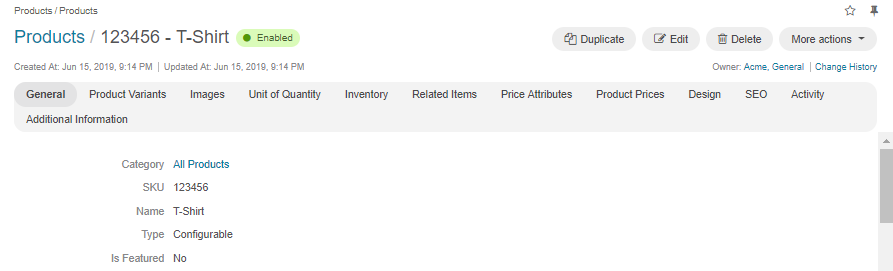 Products / Products
Products / 123456 - T-Shirt Enabled Duplicate Edit Delete More actions
Created At: Jun 15, 2019, 9:14 PM | Updated At: Jun 15, 2019, 9:14 PM Owner: Acme, General | Change History
General Product Variants Images Unit of Quantity Inventory Related Items Price Attributes Product Prices Design SEO Activity
Additional Information
Category All Products
SKU 123456
Name T-Shirt
Type Configurable
Is Featured No